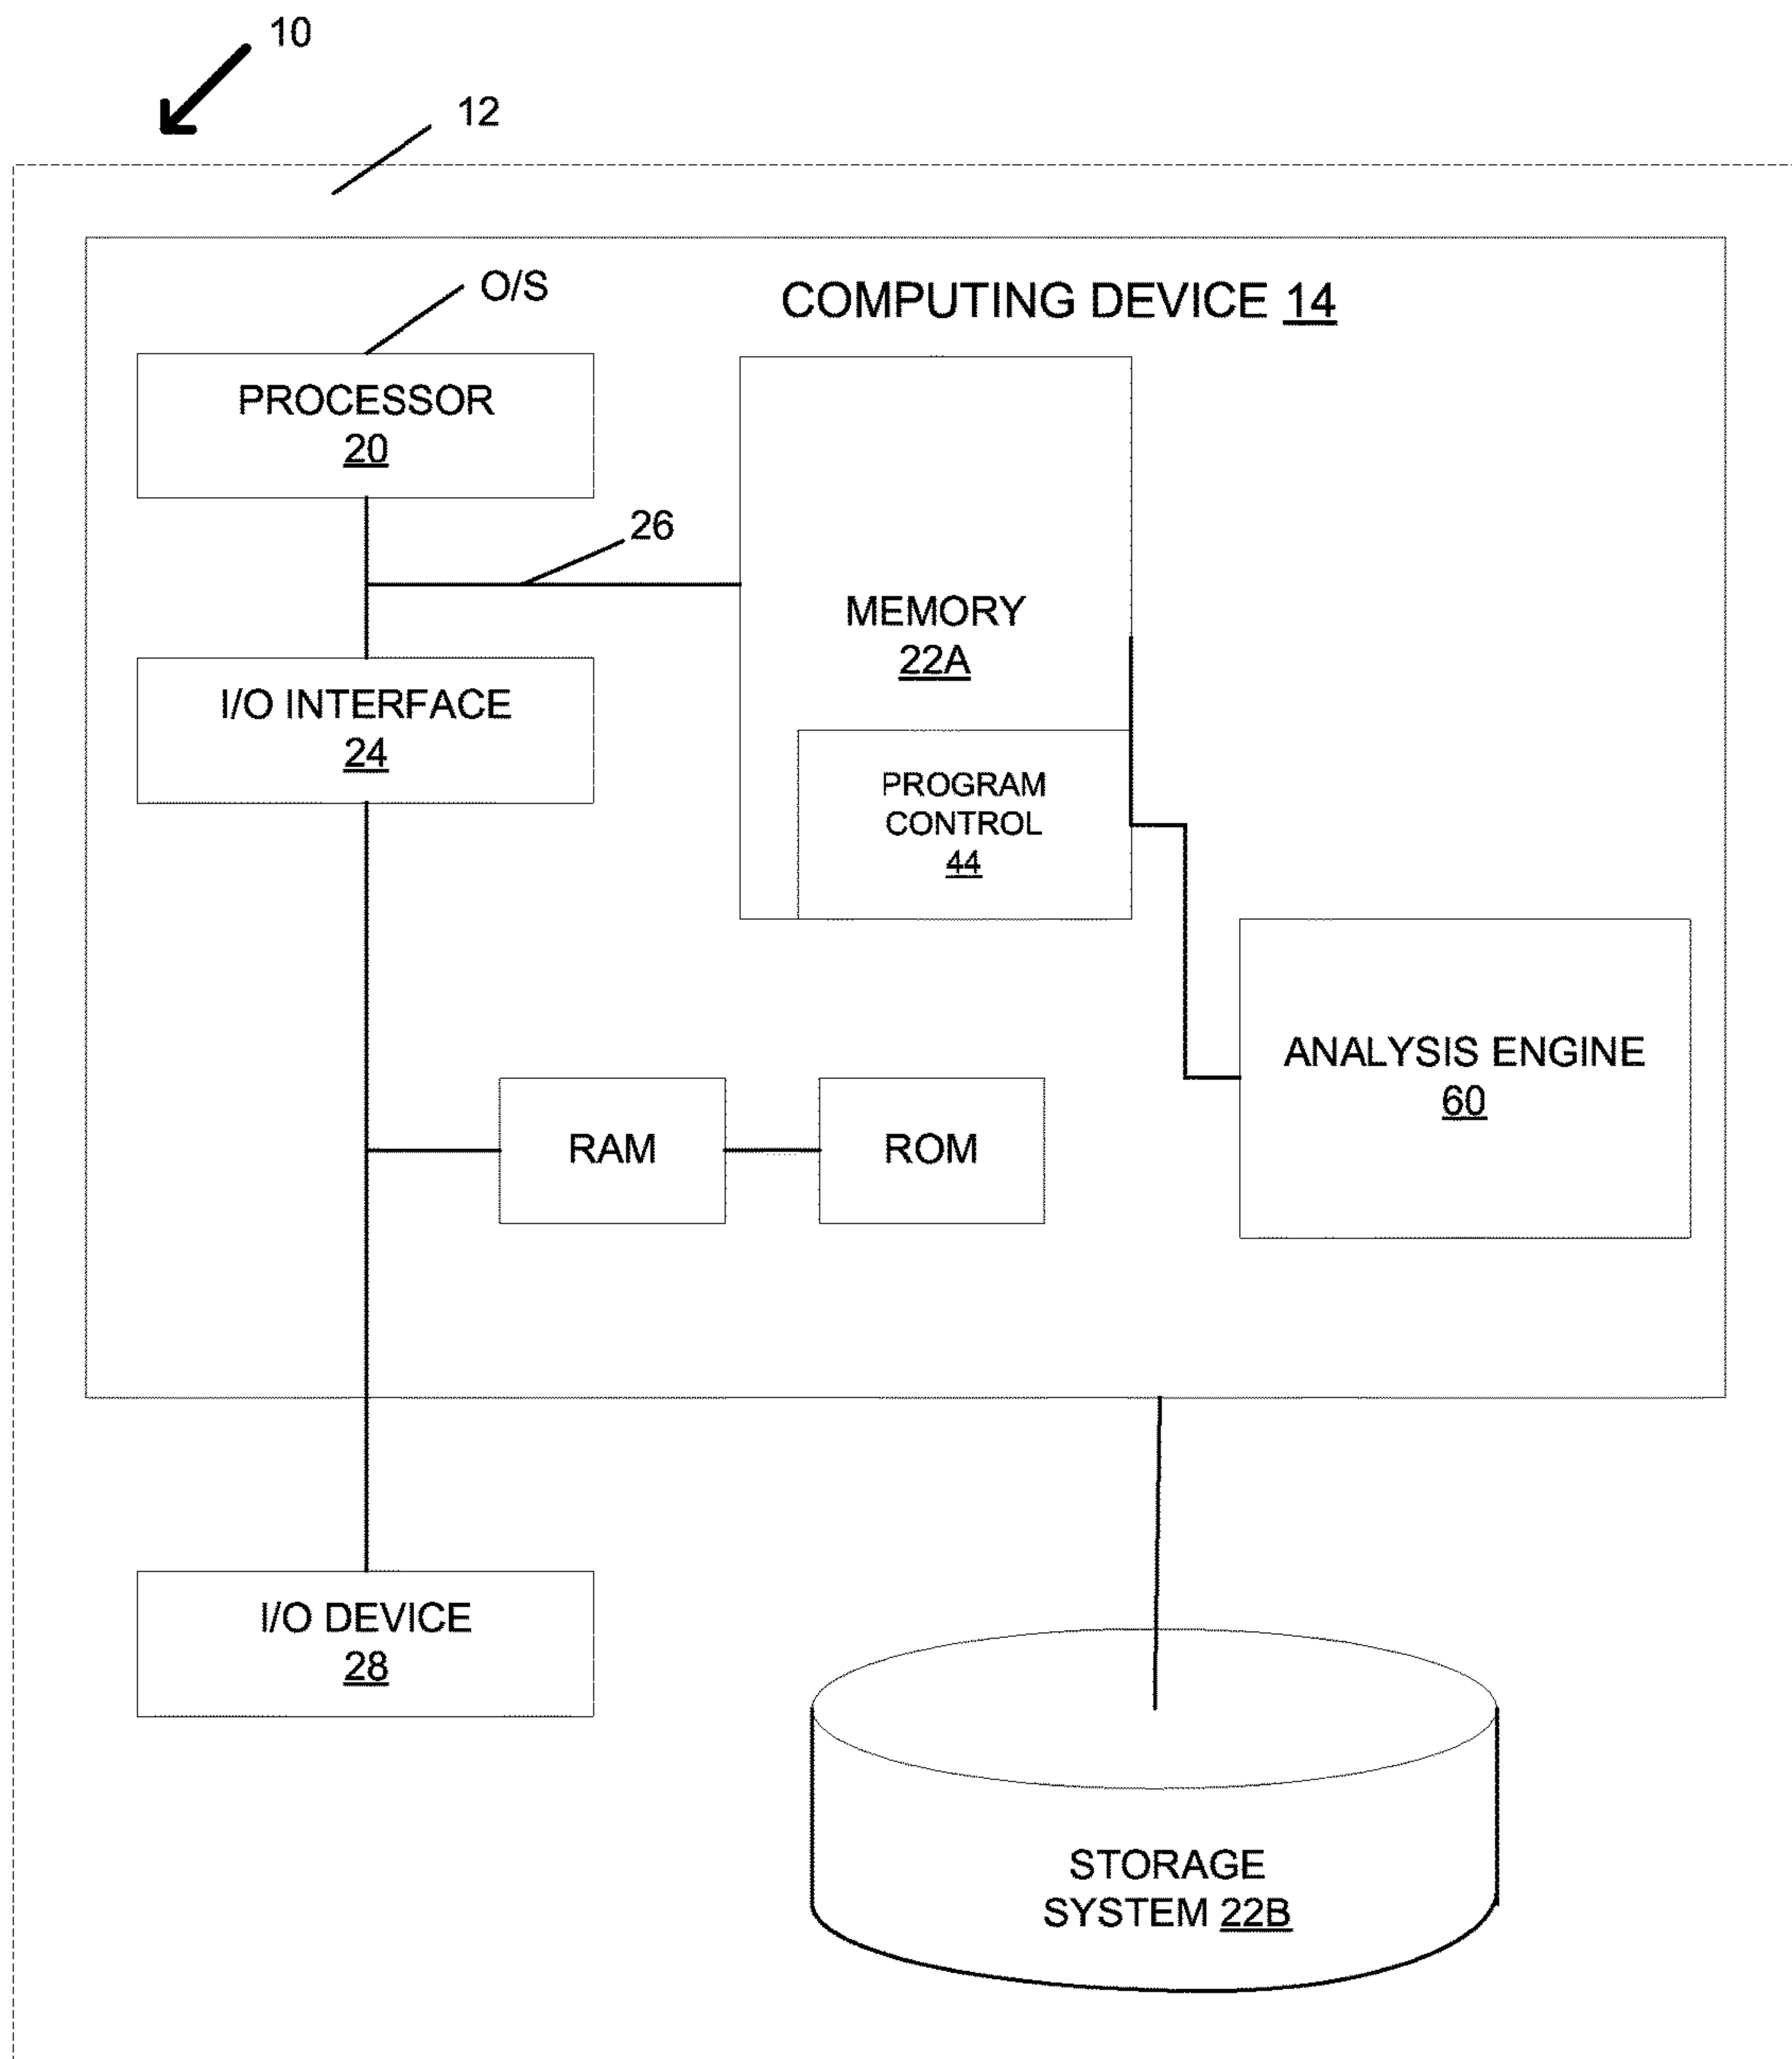 10
12
O/S
COMPUTING DEVICE 14
PROCESSOR
20
26
MEMORY
22A
I/O INTERFACE
24
PROGRAM
CONTROL
44
ANALYSIS ENGINE
60
RAM
ROM
I/O DEVICE
28
STORAGE
SYSTEM 22B